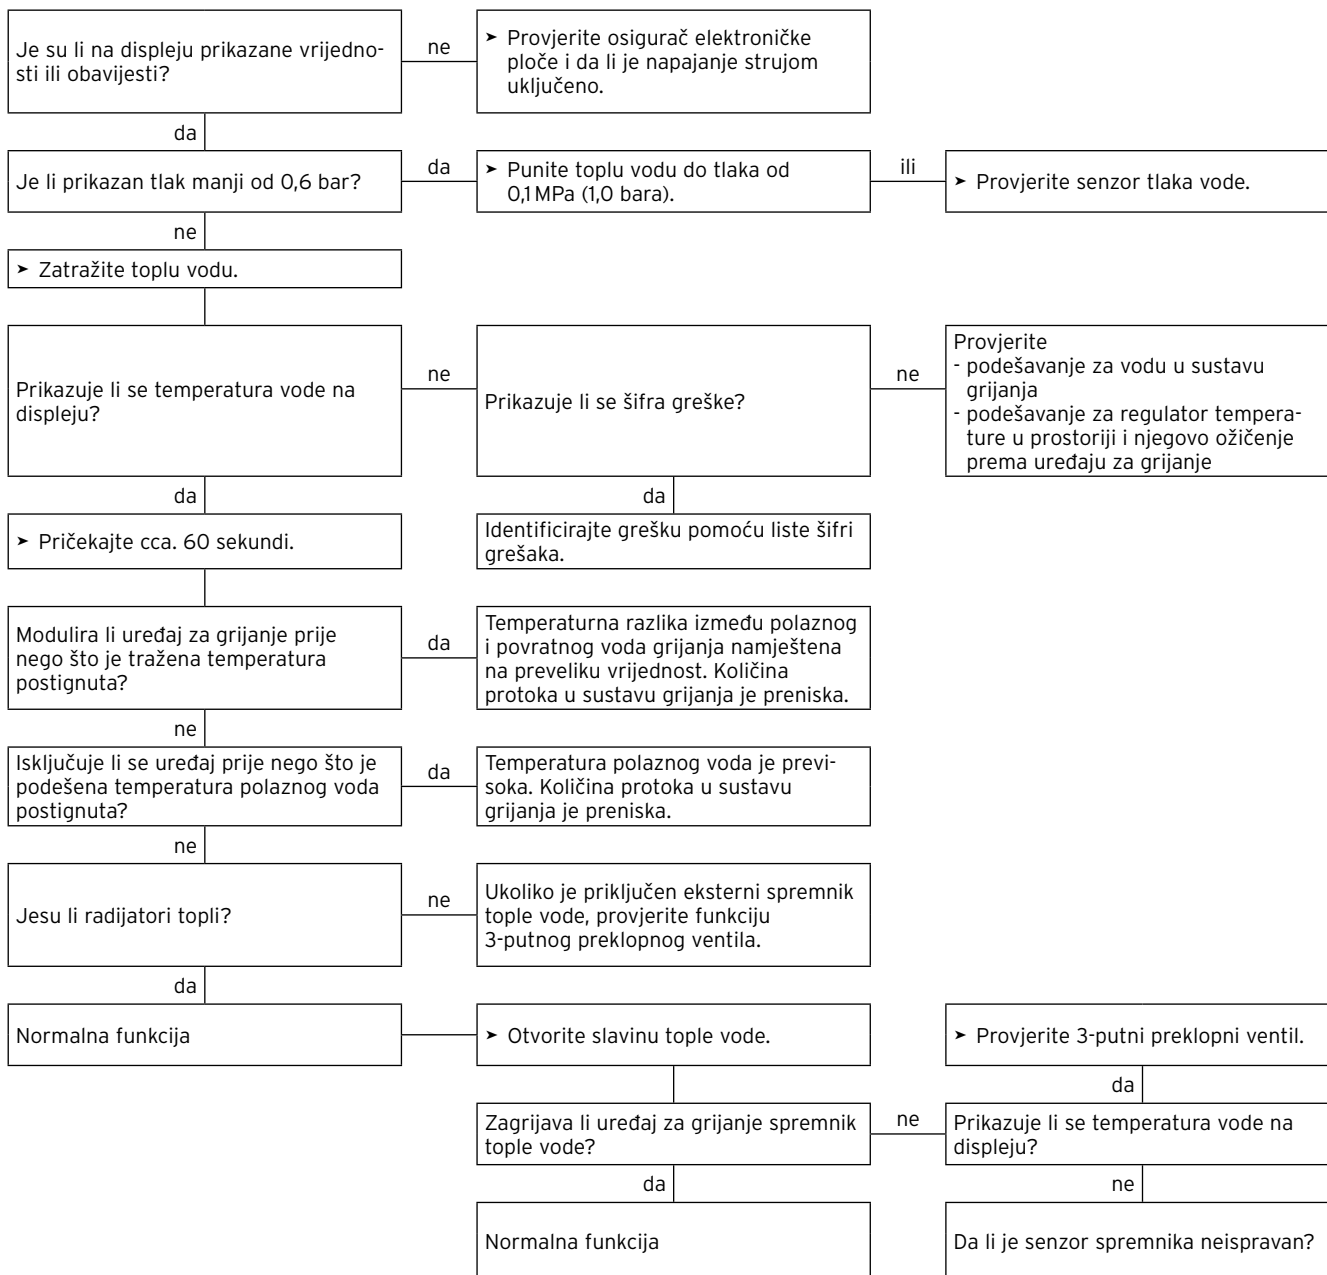 Je su li na displeju prikazane vrijedno-
sti ili obavijesti?
ne
➤ Provjerite osigurač elektroničke
ploče i da li je napajanje strujom
uključeno.
da
Je li prikazan tlak manji od 0,6 bar?
da
➤ Punite toplu vodu do tlaka od
0,1 MPa (1,0 bara).
ili
➤ Provjerite senzor tlaka vode.
ne
➤ Zatražite toplu vodu.
Prikazuje li se temperatura vode na
displeju?
ne
Prikazuje li se šifra greške?
ne
Provjerite
- podešavanje za vodu u sustavu
grijanja
- podešavanje za regulator tempera-
ture u prostoriji i njegovo ožičenje
prema uređaju za grijanje
da
da
➤ Pričekajte cca. 60 sekundi.
Identificirajte grešku pomoću liste šifri
grešaka.
Modulira li uređaj za grijanje prije
nego što je tražena temperatura
postignuta?
da
Temperaturna razlika između polaznog
i povratnog voda grijanja namještena
na preveliku vrijednost. Količina
protoka u sustavu grijanja je preniska.
ne
Isključuje li se uređaj prije nego što je
podešena temperatura polaznog voda
postignuta?
da
Temperatura polaznog voda je previ-
soka. Količina protoka u sustavu
grijanja je preniska.
ne
Jesu li radijatori topli?
ne
Ukoliko je priključen eksterni spremnik
tople vode, provjerite funkciju
3-putnog preklopnog ventila.
da
Normalna funkcija
➤ Otvorite slavinu tople vode.
➤ Provjerite 3-putni preklopni ventil.
da
Zagrijava li uređaj za grijanje spremnik
tople vode?
ne
Prikazuje li se temperatura vode na
displeju?
da
ne
Normalna funkcija
Da li je senzor spremnika neispravan?